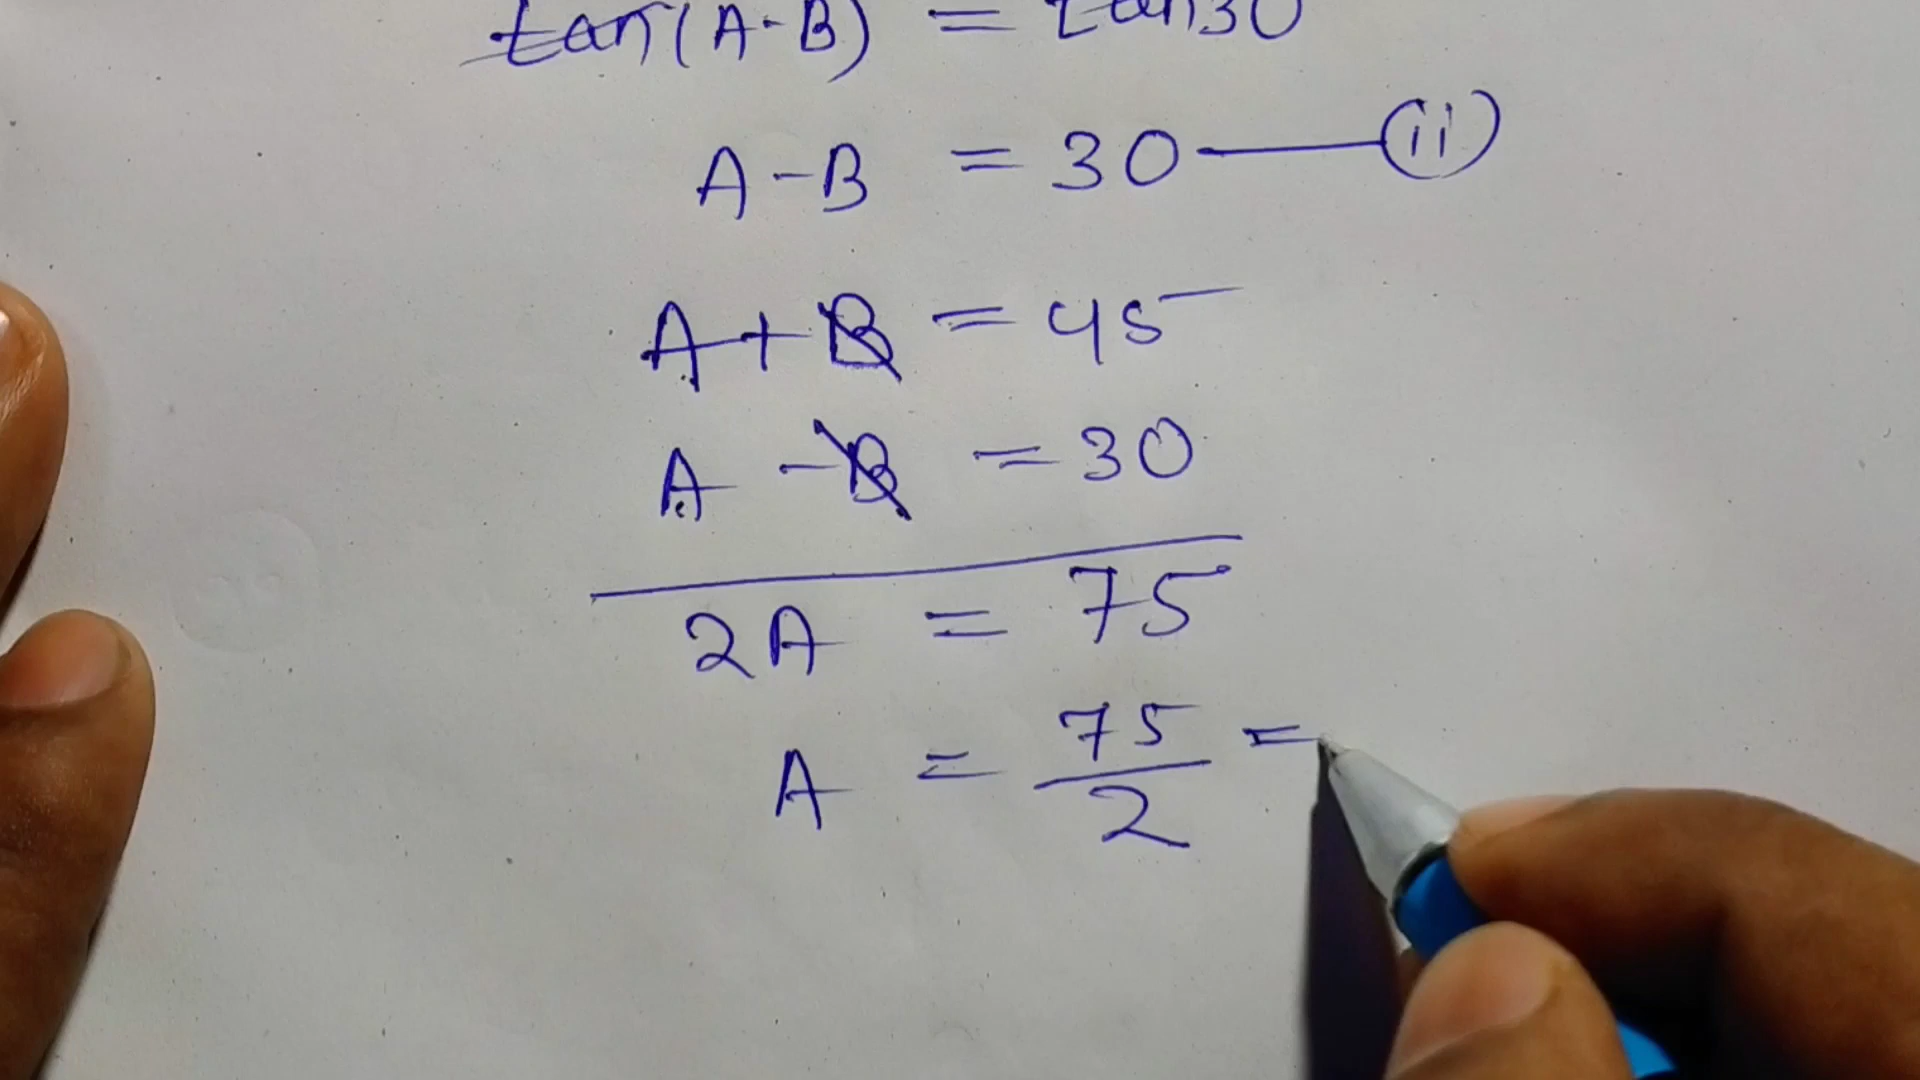 tan(A-B) = tan30
A-B = 30 — (ii)
A+B = 45
A -B = 30
2A = 75
A = 75/2 =